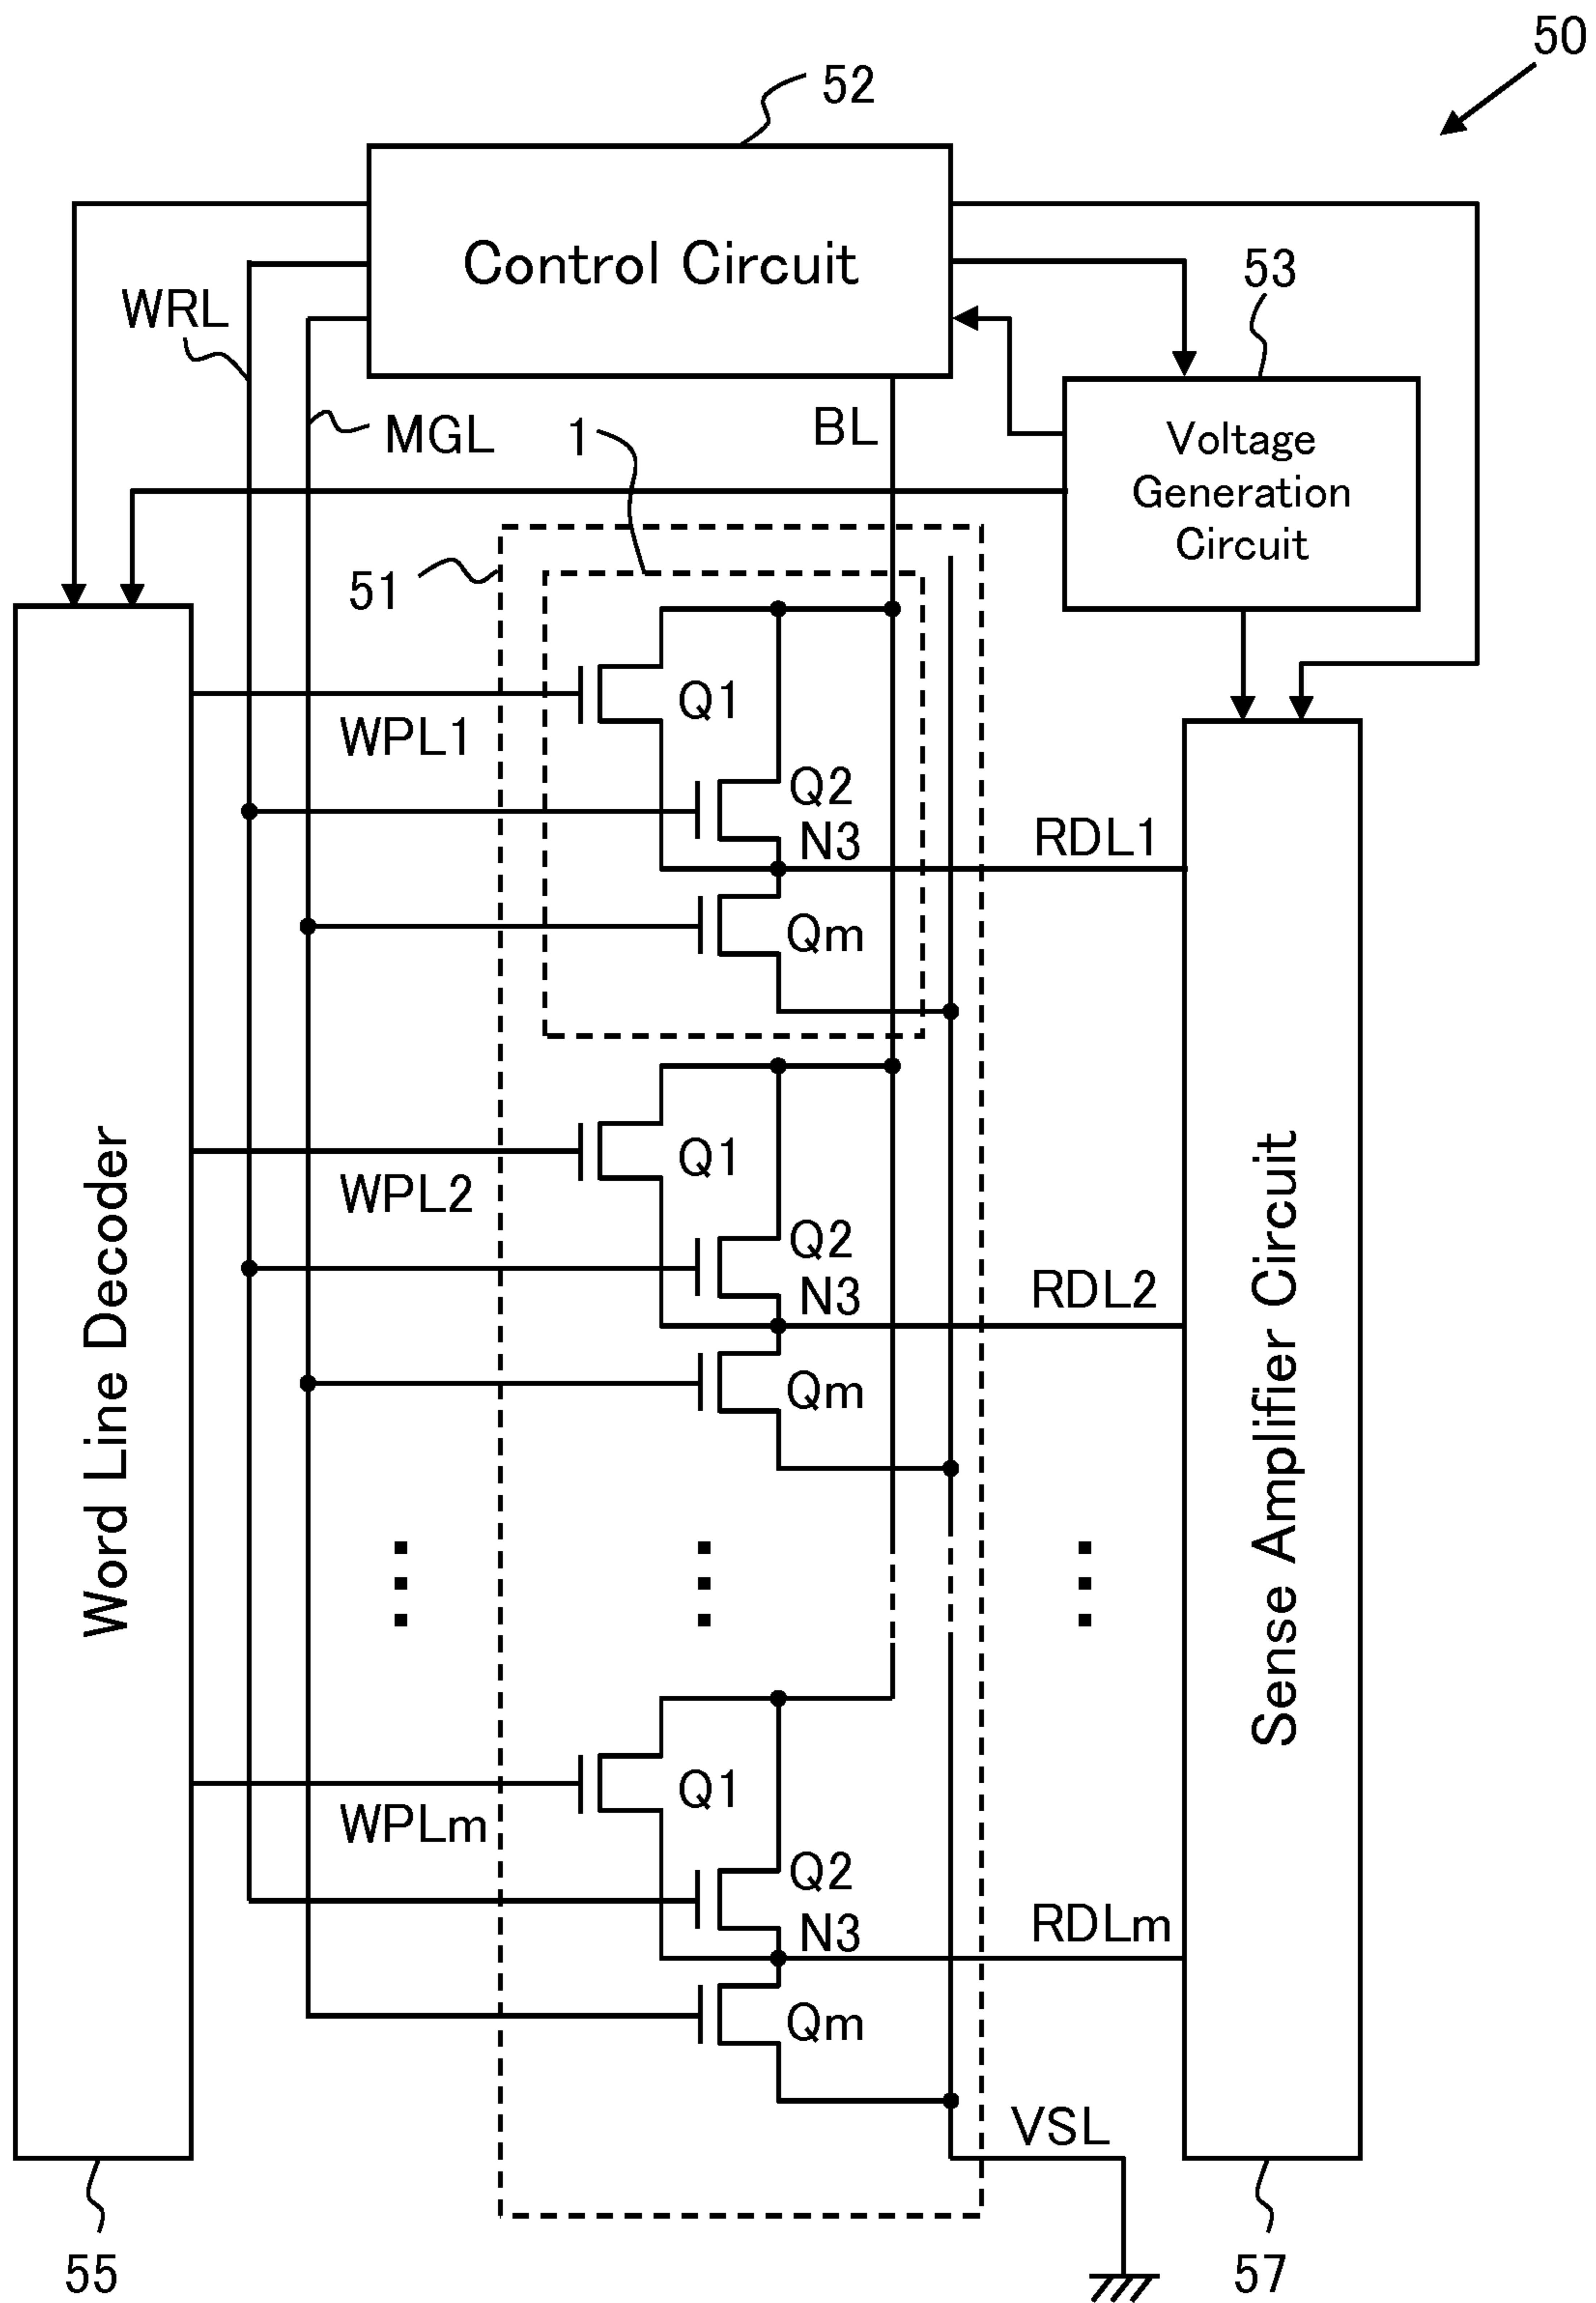 50
52
Control Circuit
53
WRL
MGL
1
BL
Voltage
Generation
Circuit
51
Q1
WPL1
Q2
N3
RDL1
Qm
Q1
WPL2
Q2
N3
RDL2
Qm
Word Line Decoder
Sense Amplifier Circuit
Q1
WPLm
Q2
N3
RDLm
Qm
VSL
55
57